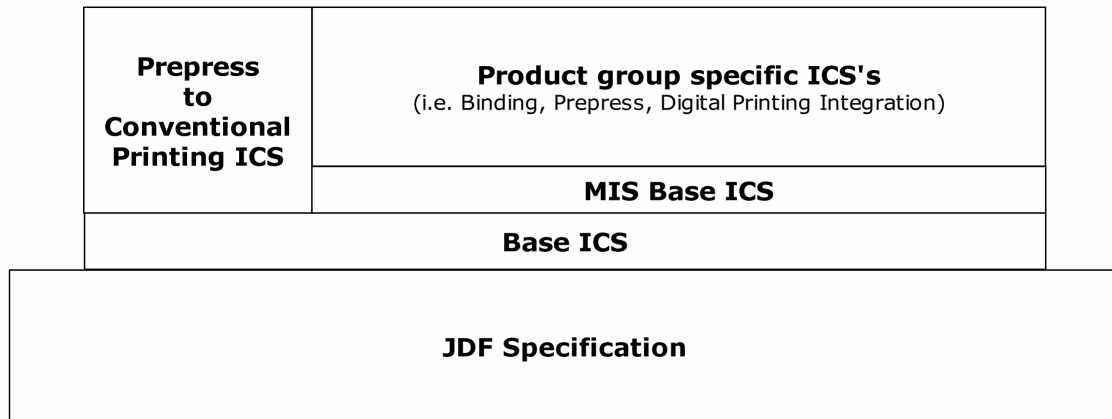 Prepress
to
Conventional
Printing ICS
Product group specific ICS's
(i.e. Binding, Prepress, Digital Printing Integration)
MIS Base ICS
Base ICS
JDF Specification